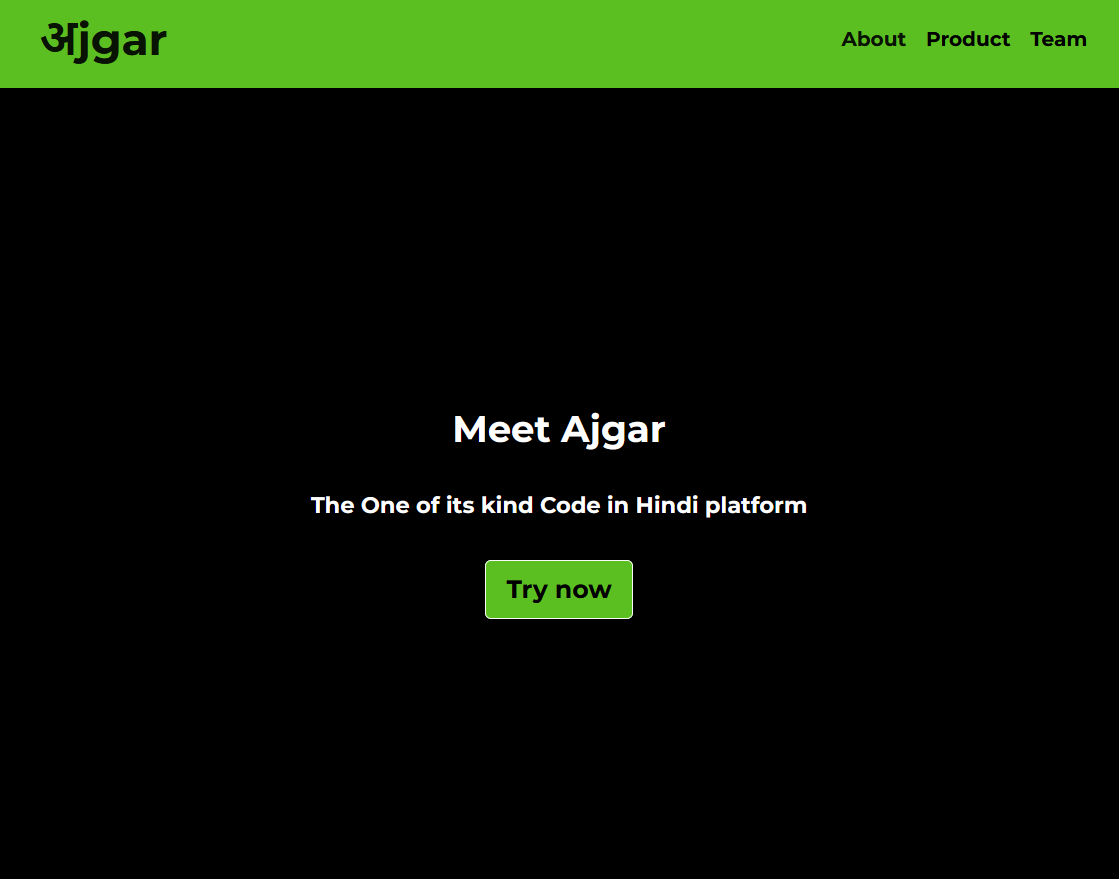 अjgar
About Product Team
Meet Ajgar
The One of its kind Code in Hindi platform
Try now